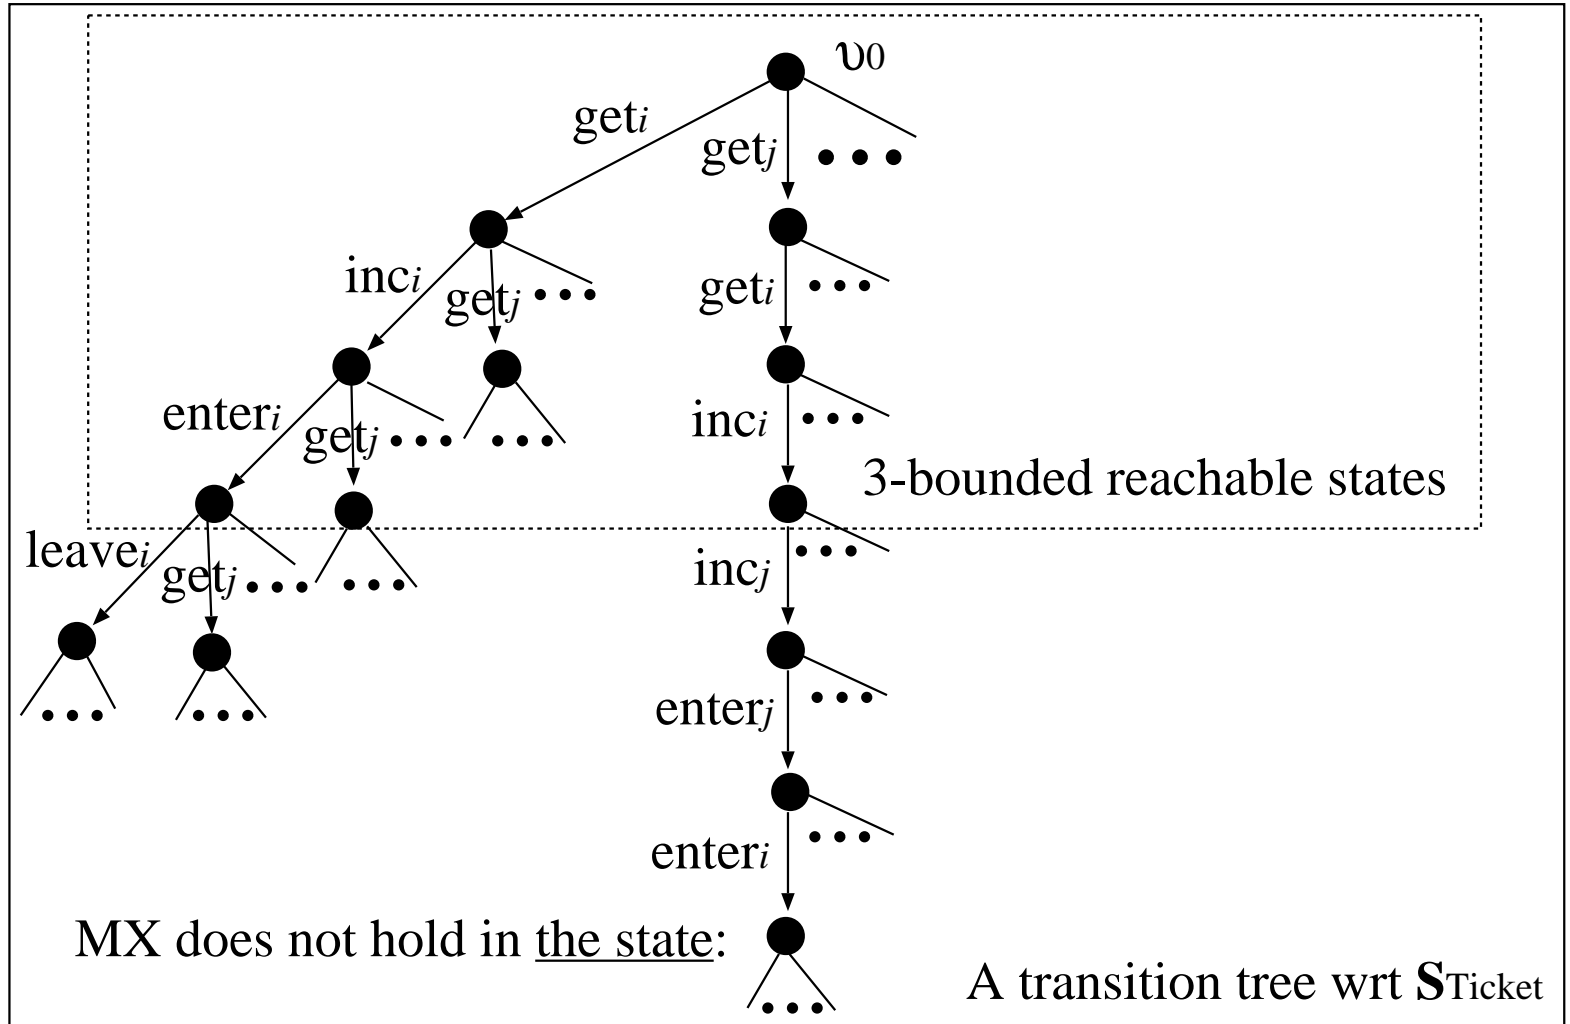 υ0
geti
getj
inci
getj
geti
enteri
getj
inci
3-bounded reachable states
leavei
getj
incj
enterj
enteri
MX does not hold in the state:
A transition tree wrt STicket